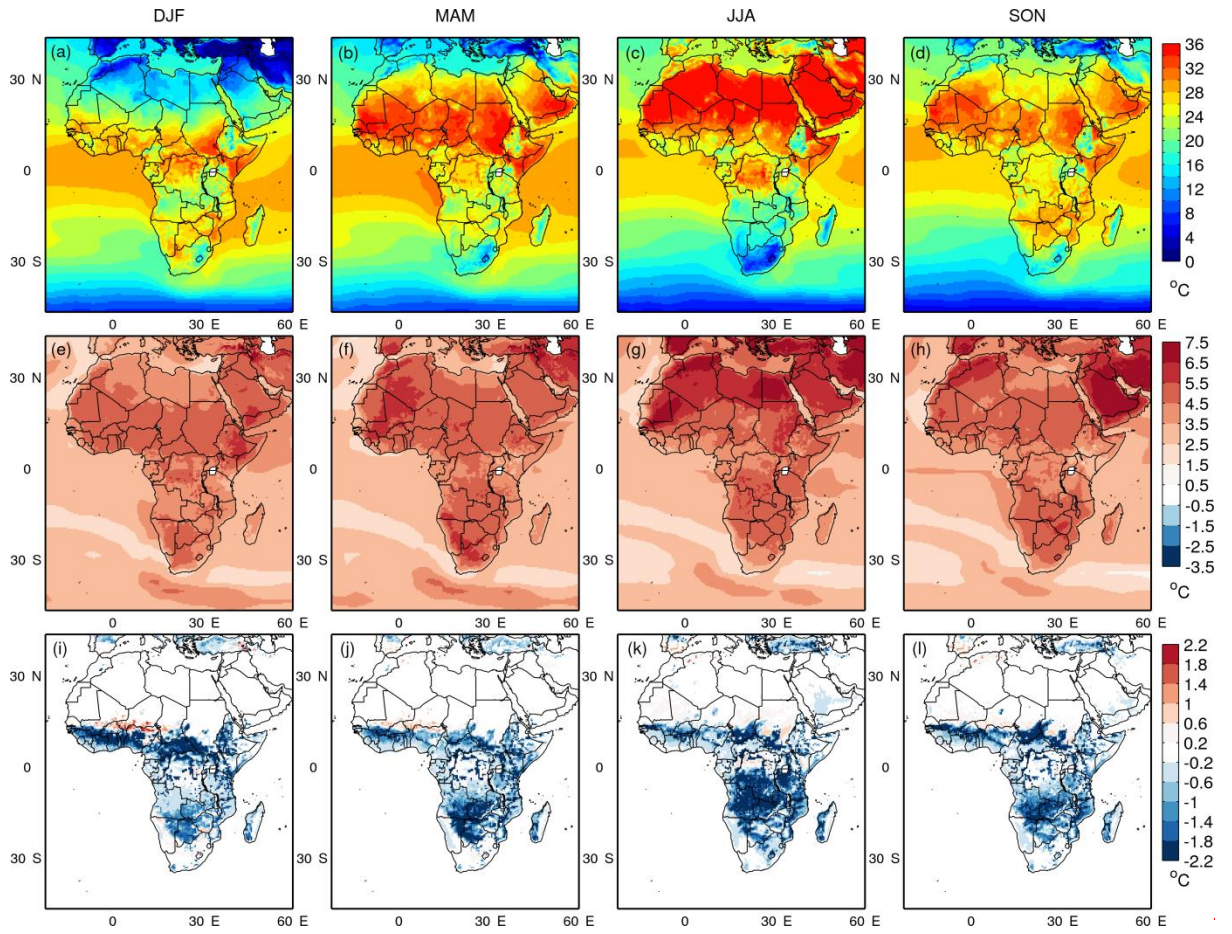 DJF MAM JJA SON
(a) (b) (c) (d)
30 N 30 N 30 N 30 N
0 0 0 0
30 S 30 S 30 S 30 S
0 30 E 60 E 0 30 E 60 E 0 30 E 60 E 0 30 E 60 E
36
32
28
24
20
16
12
8
4
0
°C
(e) (f) (g) (h)
30 N 30 N 30 N 30 N
0 0 0 0
30 S 30 S 30 S 30 S
0 30 E 60 E 0 30 E 60 E 0 30 E 60 E 0 30 E 60 E
7.5
6.5
5.5
4.5
3.5
2.5
1.5
0.5
-0.5
-1.5
-2.5
-3.5
°C
(i) (j) (k) (l)
30 N 30 N 30 N 30 N
0 0 0 0
30 S 30 S 30 S 30 S
0 30 E 60 E 0 30 E 60 E 0 30 E 60 E 0 30 E 60 E
2.2
1.8
1.4
1
0.6
0.2
-0.2
-0.6
-1
-1.4
-1.8
-2.2
°C